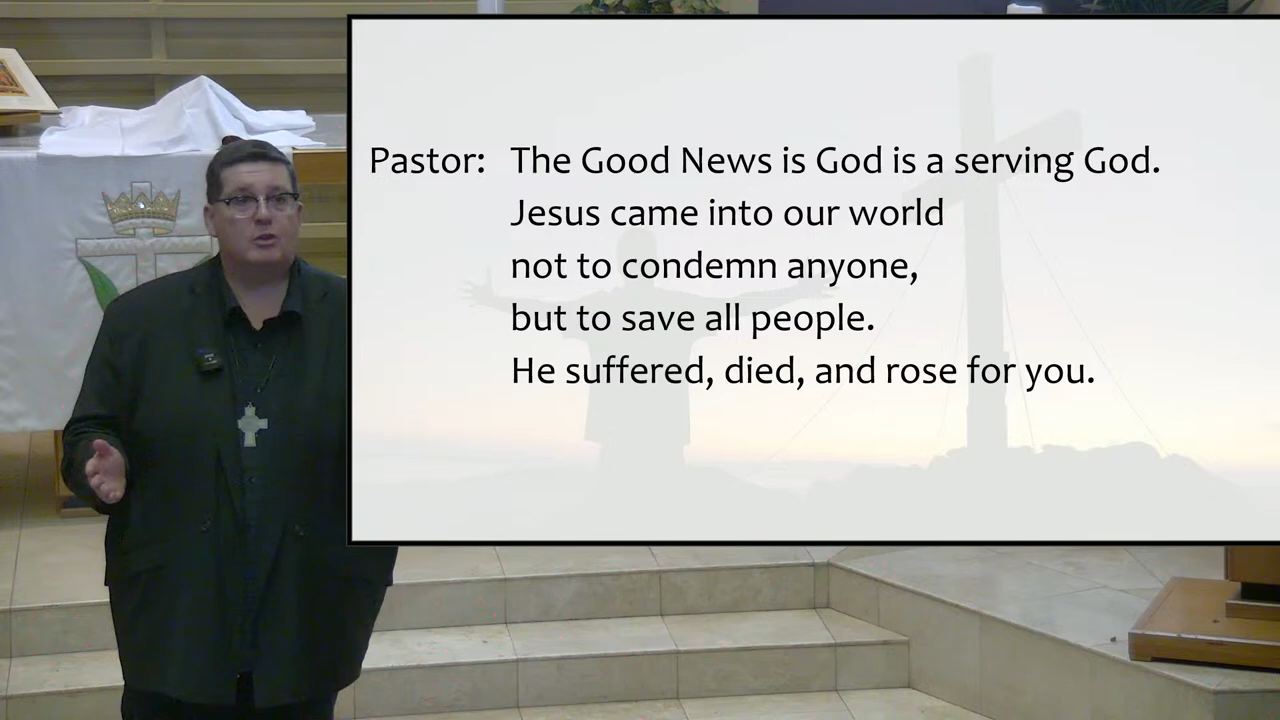 Pastor: The Good News is God is a serving God.
Jesus came into our world
not to condemn anyone,
but to save all people.
He suffered, died, and rose for you.